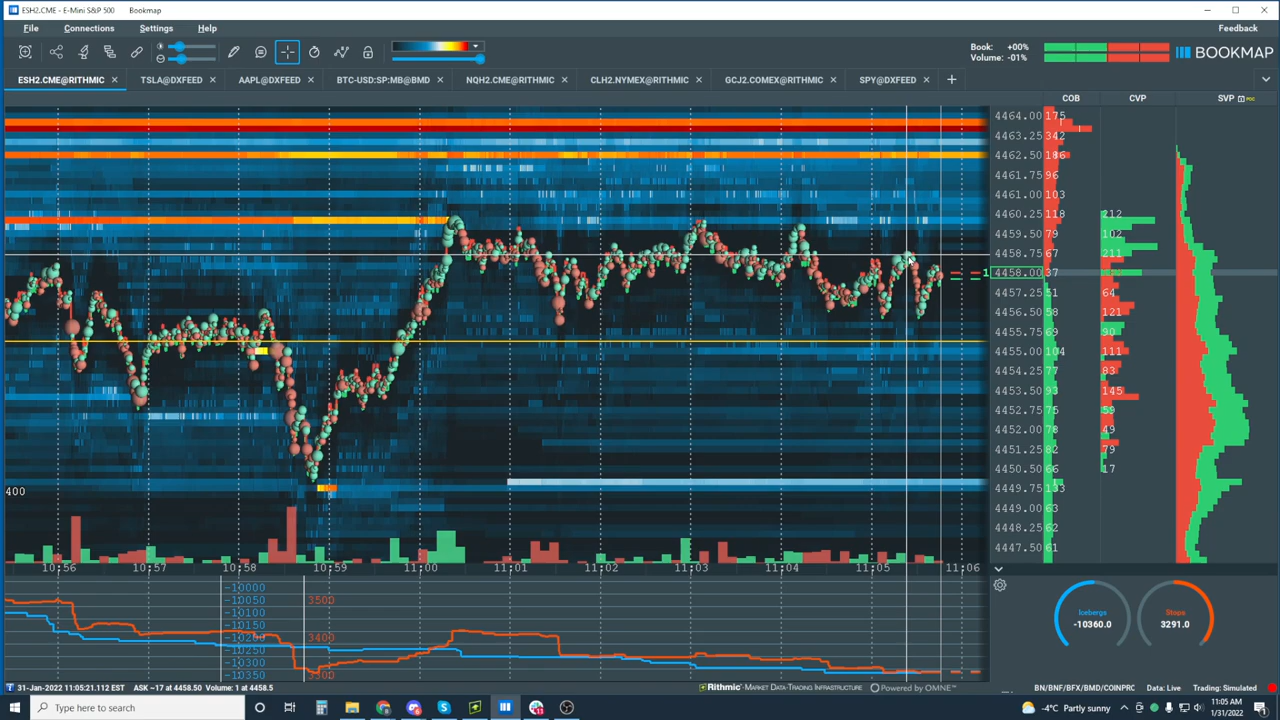 ESH2.CME - E-Mini S&P 500 Bookmap
File Connections Settings Help Feedback
Book: +00%
Volume: -01%
BOOKMAP
ESH2.CME@RITHMIC × TSLA@DXFEED × AAPL@DXFEED × BTC-USD:SP:MB@BMD × NQH2.CME@RITHMIC × CLH2.NYMEX@RITHMIC × GCJ2.COMEX@RITHMIC × SPY@DXFEED × +
COB CVP SVP
4464.00 175
4463.25 342
4462.50 186
4461.75 96
4461.00 103
4460.25 118 212
4459.50 79 102
4458.75 67 211
1 4458.00 37
4457.25 51 64
4456.50 58 121
4455.75 69 90
4455.00 104 111
4454.25 77 83
4453.50 93 145
4452.75 75 59
4452.00 78 49
4451.25 82 79
4450.50 66 17
400
4449.75 133
4449.00 63
4448.25 62
4447.50 61
10:56 10:57 10:58 10:59 11:00 11:01 11:02 11:03 11:04 11:05 11:06
-10000
-10050 3500
-10100
-10150
-10200 3400
-10250
-10300
-10350 3300
Icebergs
-10360.0
Stops
3291.0
31-Jan-2022 11:05:21.112 EST ASK ~17 at 4458.50 Volume: 1 at 4458.5
Rithmic - MARKET DATA-TRADING INFRASTRUCTURE Powered by OMNE™
BN/BNF/BFX/BMD/COINPRC Data: Live Trading: Simulated
Type here to search
-4°C Partly sunny
11:05 AM
1/31/2022